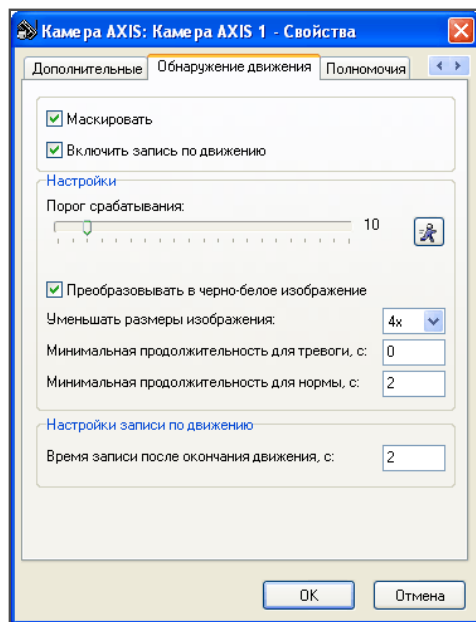 Камера AXIS: Камера AXIS 1 - Свойства
Дополнительные Обнаружение движения Полномочия
Маскировать
Включить запись по движению
Настройки
Порог срабатывания:
10
Преобразовывать в черно-белое изображение
Уменьшать размеры изображения: 4x
Минимальная продолжительность для тревоги, с: 0
Минимальная продолжительность для нормы, с: 2
Настройки записи по движению
Время записи после окончания движения, с: 2
OK Отмена